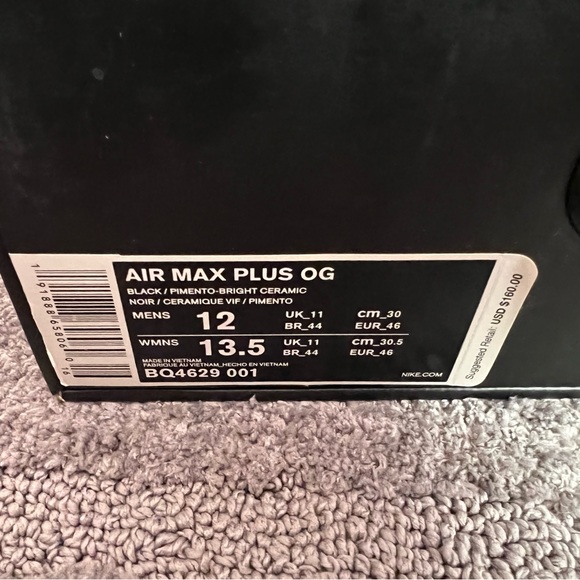 AIR MAX PLUS OG
BLACK / PIMENTO-BRIGHT CERAMIC
NOIR / CERAMIQUE VIF / PIMENTO
MENS 12 UK_11 cm_30
BR_44 EUR_46
WMNS 13.5 UK_11 cm_30.5
BR_44 EUR_46
MADE IN VIETNAM
FABRIQUE AU VIETNAM_HECHO EN VIETNAM
BQ4629 001
NIKE.COM
Suggested Retail: USD $160.00